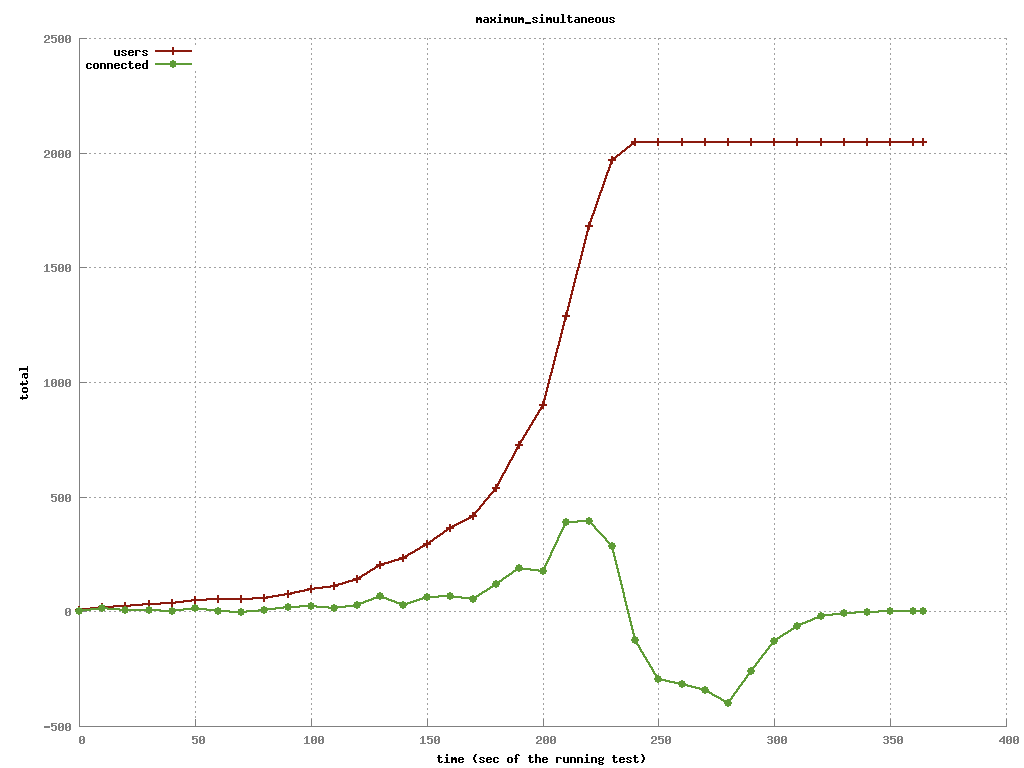 maximum_simultaneous
users
connected
2500
2000
1500
1000
500
0
-500
total
0 50 100 150 200 250 300 350 400
time (sec of the running test)